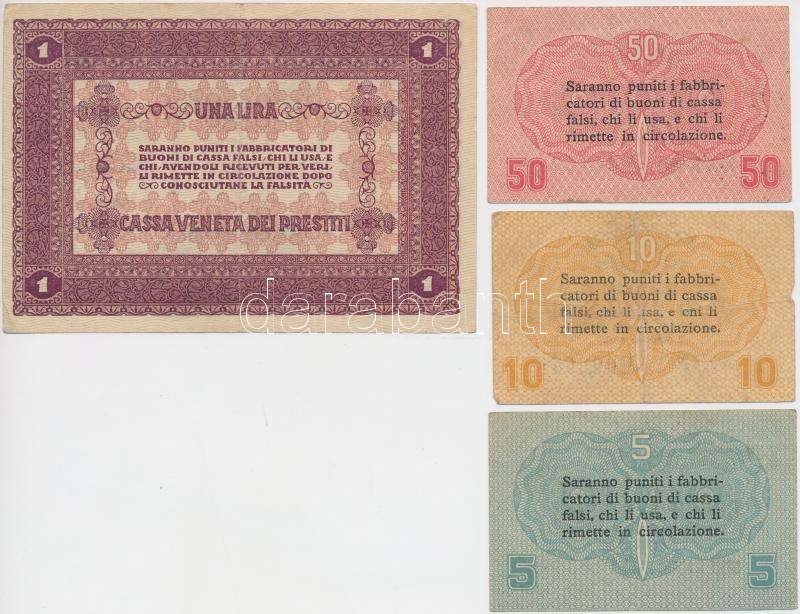 1
1
UNA LIRA
SARANNO PUNITI I FABBRICATORI DI
BUONI DI CASSA FALSI, CHI LI USA, E
CHI, AVENDOLI RICEVUTI PER VERI,
LI RIMETTE IN CIRCOLAZIONE DOPO
CONOSCIUTANE LA FALSITÀ
CASSA VENETA DEI PRESTITI
1
1
50
Saranno puniti i fabbri-
catori di buoni di cassa
falsi, chi li usa, e chi li
rimette in circolazione.
50
50
10
Saranno puniti i fabbri-
catori di buoni di cassa
falsi, chi li usa, e chi li
rimette in circolazione.
10
10
5
Saranno puniti i fabbri-
catori di buoni di cassa
falsi, chi li usa, e chi li
rimette in circolazione.
5
5
darabanth